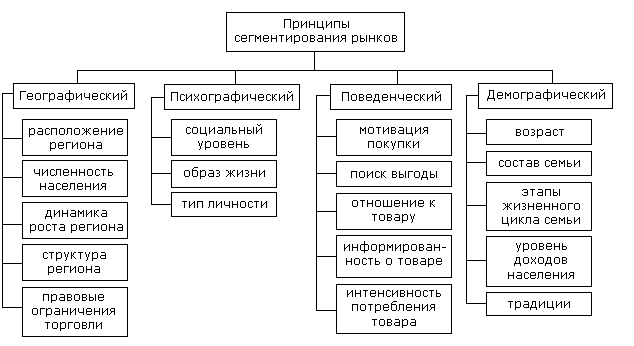 Принципы
сегментирования рынков
Географический
расположение
региона
численность
населения
динамика
роста региона
структура
региона
правовые
ограничения
торговли
Психографический
социальный
уровень
образ жизни
тип личности
Поведенческий
мотивация
покупки
поиск выгоды
отношение к
товару
информирован-
ность о товаре
интенсивность
потребления
товара
Демографический
возраст
состав семьи
этапы
жизненного
цикла семьи
уровень
доходов
населения
традиции